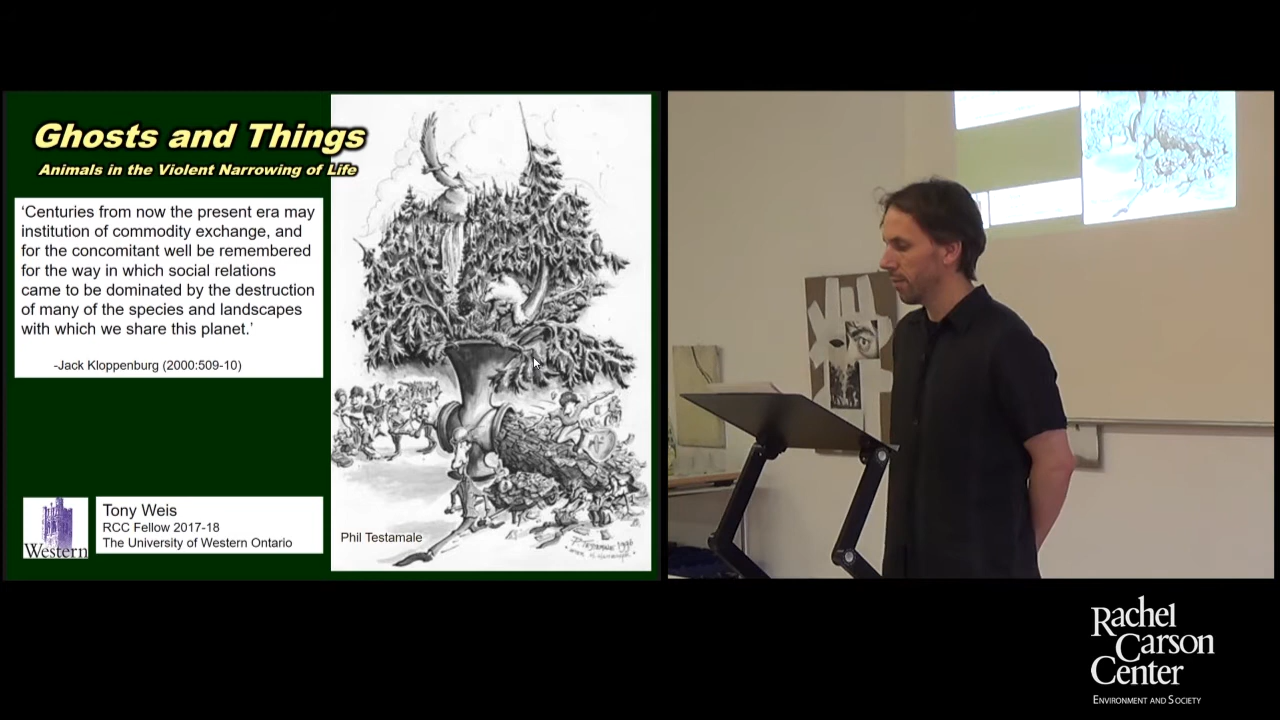 Ghosts and Things
Animals in the Violent Narrowing of Life
‘Centuries from now the present era may
institution of commodity exchange, and
for the concomitant well be remembered
for the way in which social relations
came to be dominated by the destruction
of many of the species and landscapes
with which we share this planet.’
-Jack Kloppenburg (2000:509-10)
Western
Tony Weis
RCC Fellow 2017-18
The University of Western Ontario
Phil Testamale
P. TESTAMALE 1996
Rachel
Carson
Center
ENVIRONMENT AND SOCIETY